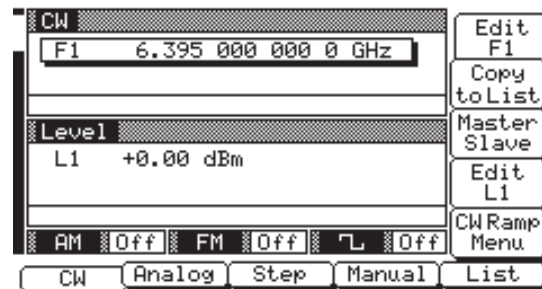 CW
F1 6.395 000 000 0 GHz
Level
L1 +0.00 dBm
AM Off FM Off Off
Edit
F1
Copy
to List
Master
Slave
Edit
L1
CW Ramp
Menu
CW Analog Step Manual List